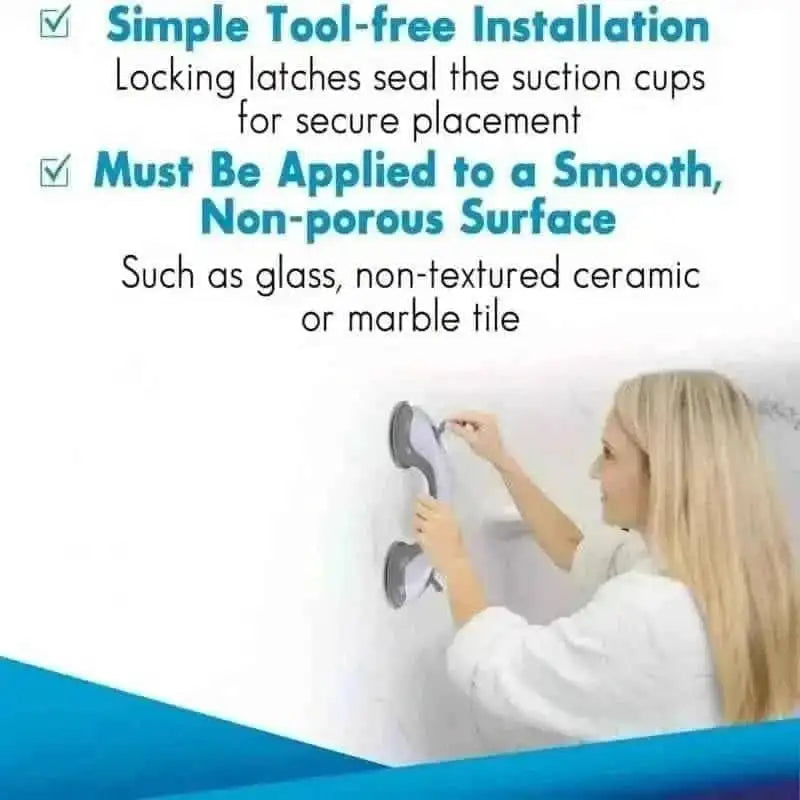 Simple Tool-free Installation
Locking latches seal the suction cups
for secure placement
Must Be Applied to a Smooth,
Non-porous Surface
Such as glass, non-textured ceramic
or marble tile